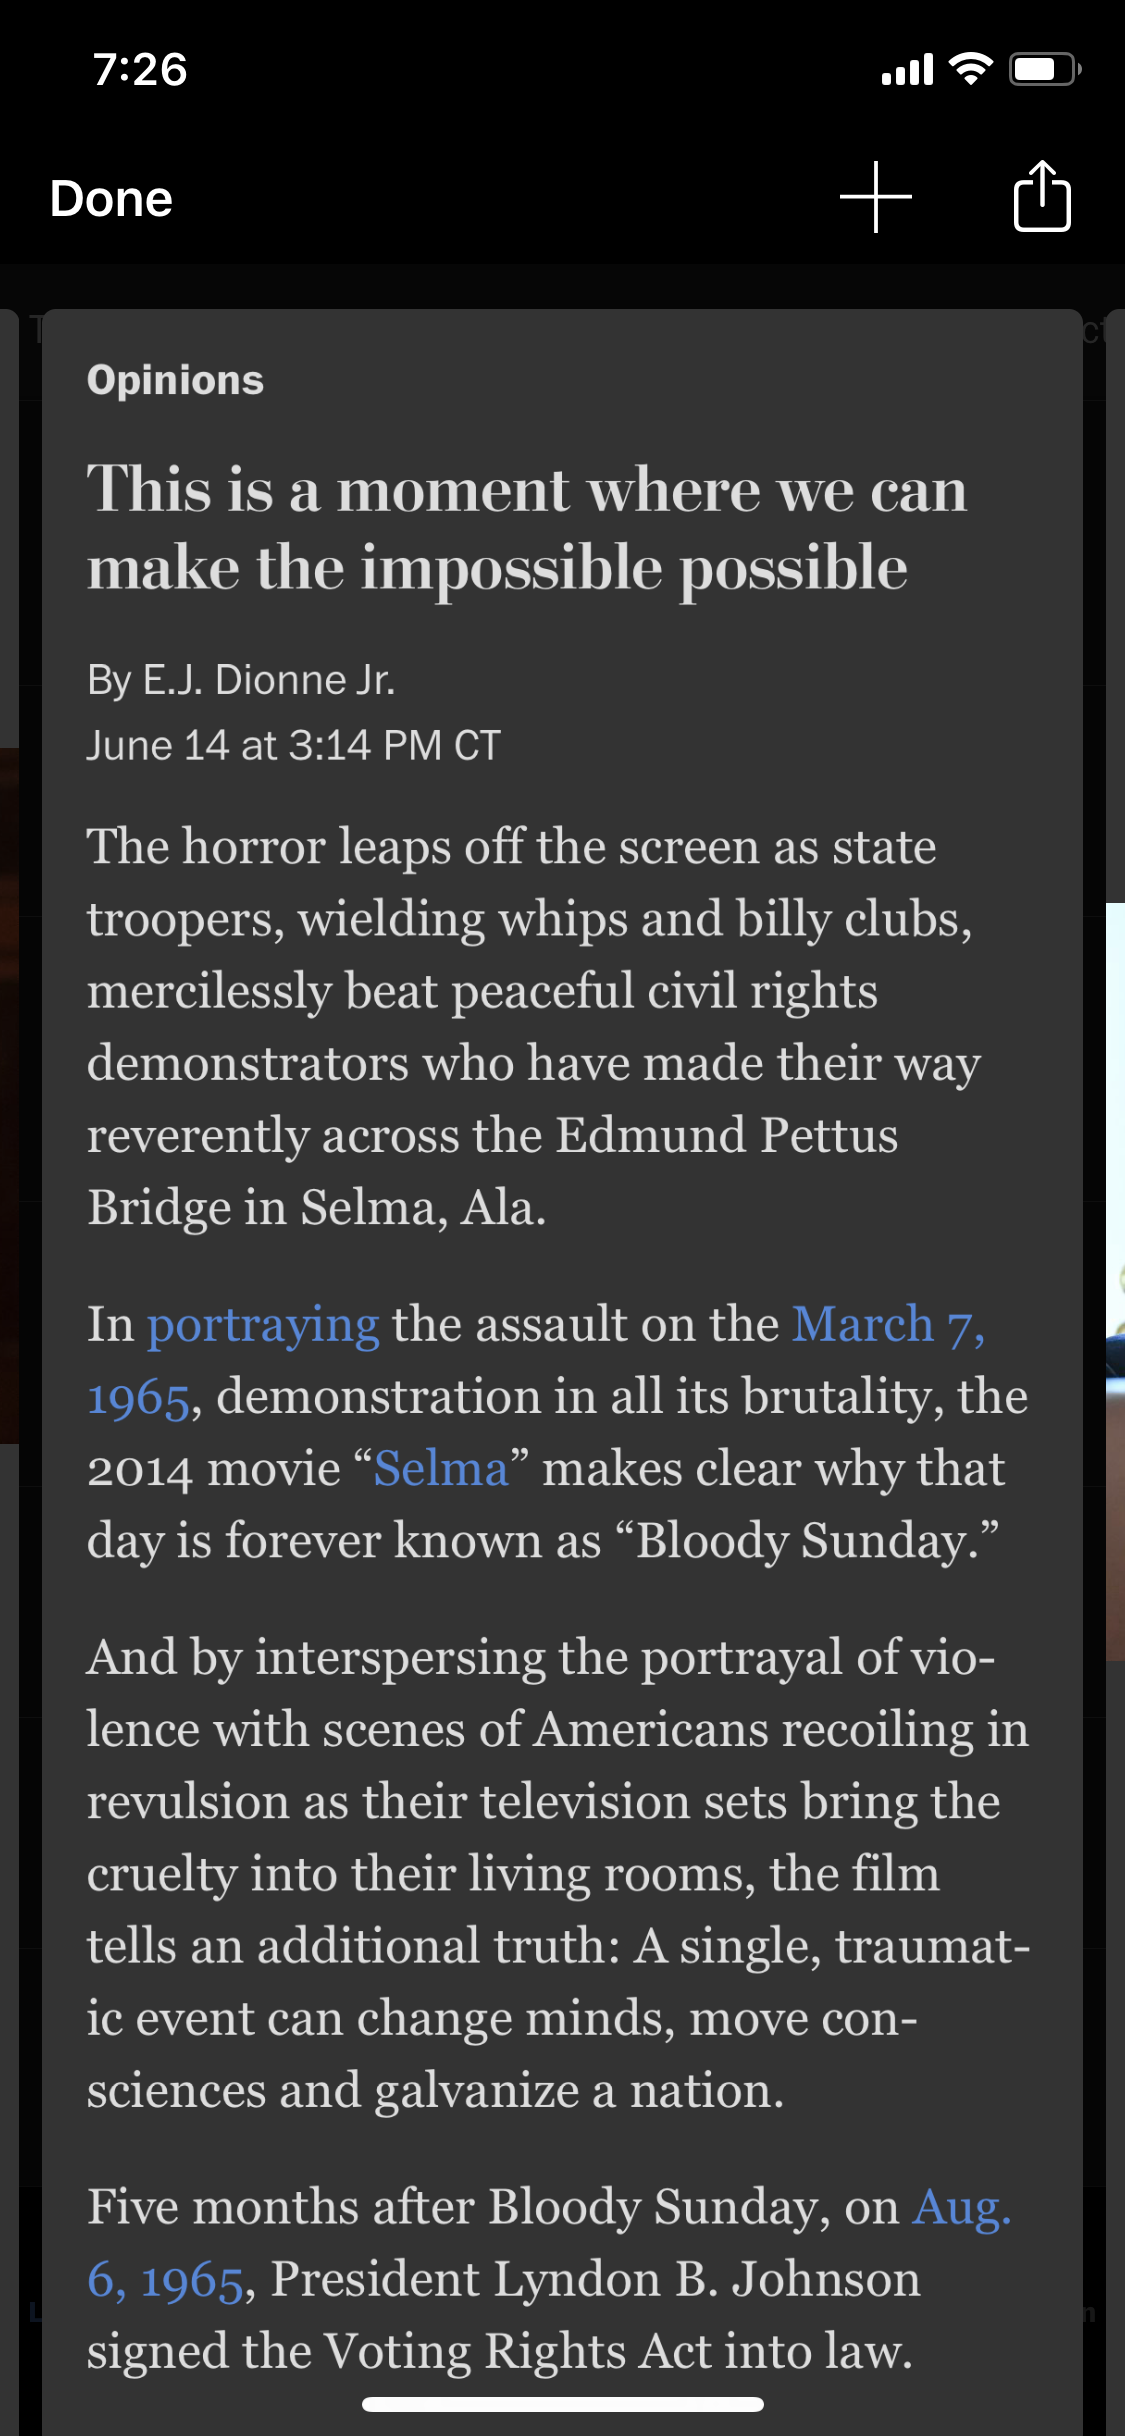 7:26
Done
Opinions
This is a moment where we can
make the impossible possible
By E.J. Dionne Jr.
June 14 at 3:14 PM CT
The horror leaps off the screen as state
troopers, wielding whips and billy clubs,
mercilessly beat peaceful civil rights
demonstrators who have made their way
reverently across the Edmund Pettus
Bridge in Selma, Ala.
In portraying the assault on the March 7,
1965, demonstration in all its brutality, the
2014 movie “Selma” makes clear why that
day is forever known as “Bloody Sunday.”
And by interspersing the portrayal of vio-
lence with scenes of Americans recoiling in
revulsion as their television sets bring the
cruelty into their living rooms, the film
tells an additional truth: A single, traumat-
ic event can change minds, move con-
sciences and galvanize a nation.
Five months after Bloody Sunday, on Aug.
6, 1965, President Lyndon B. Johnson
signed the Voting Rights Act into law.